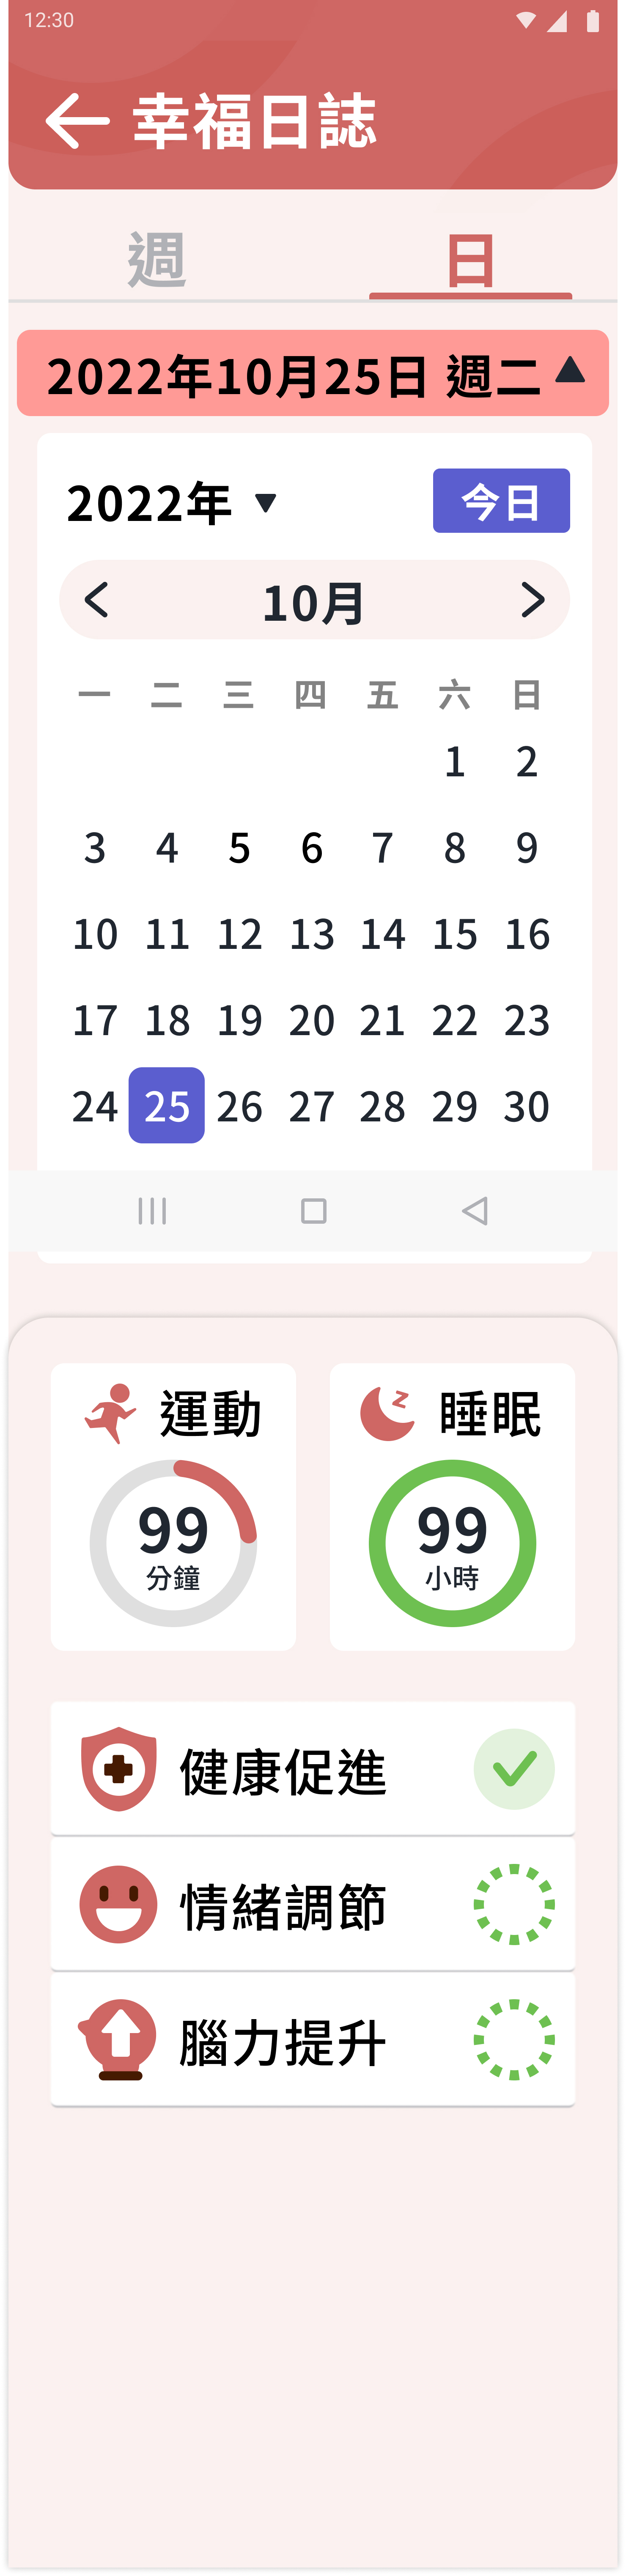 12:30
幸福日誌
週 日
2022年10月25日 週二
2022年 今日
10月
一 二 三 四 五 六 日
1 2
3 4 5 6 7 8 9
10 11 12 13 14 15 16
17 18 19 20 21 22 23
24 25 26 27 28 29 30
運動 睡眠
99 99
分鐘 小時
健康促進
情緒調節
腦力提升